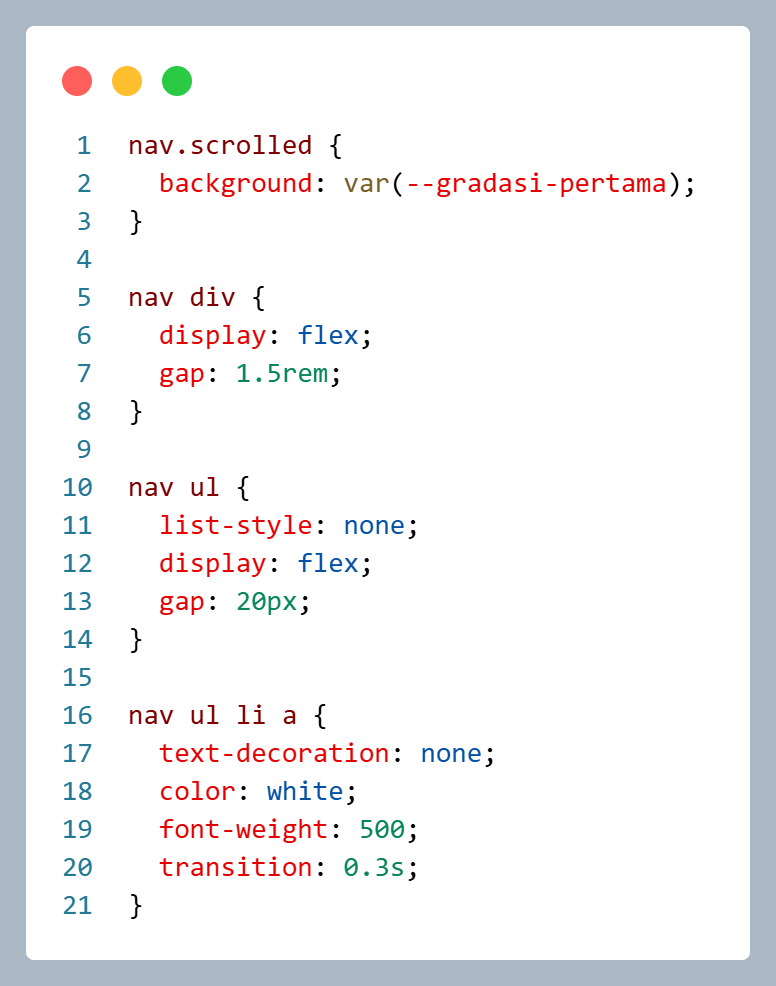 1 nav.scrolled {
2   background: var(--gradasi-pertama);
3 }
4
5 nav div {
6   display: flex;
7   gap: 1.5rem;
8 }
9
10 nav ul {
11   list-style: none;
12   display: flex;
13   gap: 20px;
14 }
15
16 nav ul li a {
17   text-decoration: none;
18   color: white;
19   font-weight: 500;
20   transition: 0.3s;
21 }